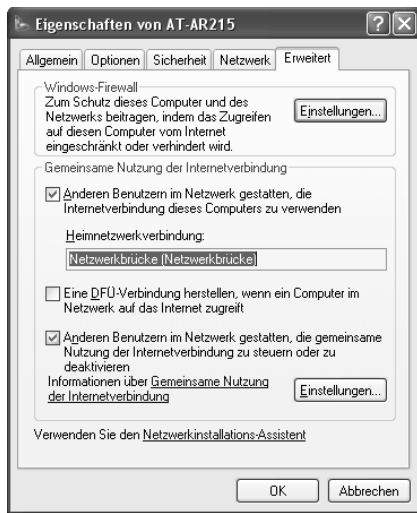 Eigenschaften von AT-AR215
Allgemein Optionen Sicherheit Netzwerk Erweitert
Windows-Firewall
Zum Schutz dieses Computer und des
Netzwerks beitragen, indem das Zugreifen
auf diesen Computer vom Internet
eingeschränkt oder verhindert wird.
Einstellungen...
Gemeinsame Nutzung der Internetverbindung
Anderen Benutzern im Netzwerk gestatten, die
Internetverbindung dieses Computers zu verwenden
Heimnetzwerkverbindung:
Netzwerkbrücke (Netzwerkbrücke)
Eine DFÜ-Verbindung herstellen, wenn ein Computer im
Netzwerk auf das Internet zugreift
Anderen Benutzern im Netzwerk gestatten, die gemeinsame
Nutzung der Internetverbindung zu steuern oder zu
deaktivieren
Informationen über Gemeinsame Nutzung
der Internetverbindung
Einstellungen...
Verwenden Sie den Netzwerkinstallations-Assistent
OK Abbrechen